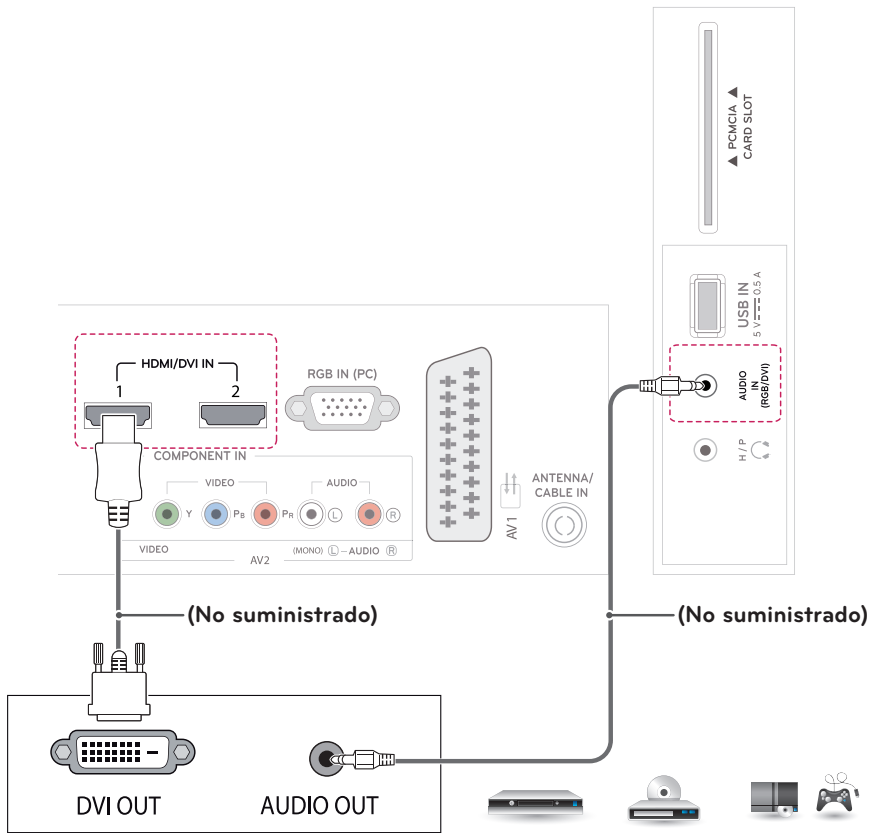 ▲ PCMCIA ▲
CARD SLOT
USB IN
5 V 0.5 A
AUDIO
IN
(RGB/DVI)
H / P
HDMI/DVI IN
1
2
RGB IN (PC)
COMPONENT IN
VIDEO
AUDIO
Y
PB
PR
L
R
VIDEO
(MONO) L – AUDIO R
AV2
AV1
ANTENNA/
CABLE IN
(No suministrado)
(No suministrado)
DVI OUT
AUDIO OUT